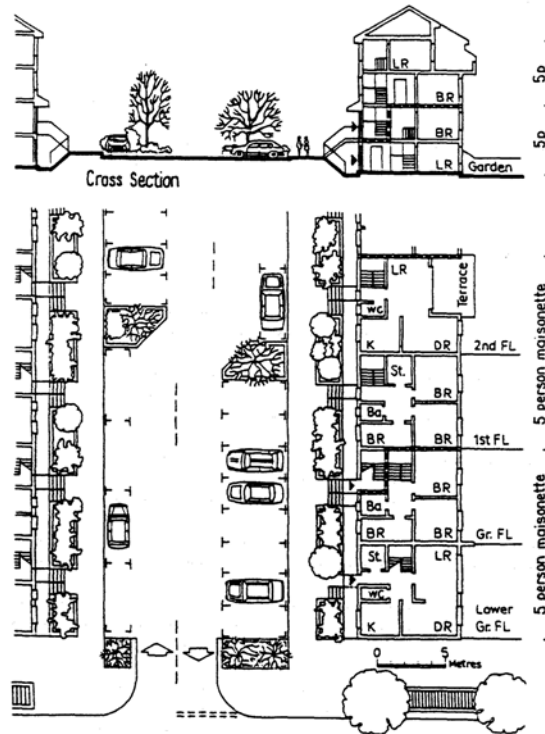 LR
5p
BR
BR
5p
LR
Garden
Cross Section
LR
Terrace
WC
K
DR
2nd FL
St.
BR
Ba
BR
BR
1st FL
5 person maisonette
BR
Ba
BR
BR
Gr. FL
St.
LR
WC
K
DR
Lower
Gr. FL
5 person maisonette
0
5
Metres